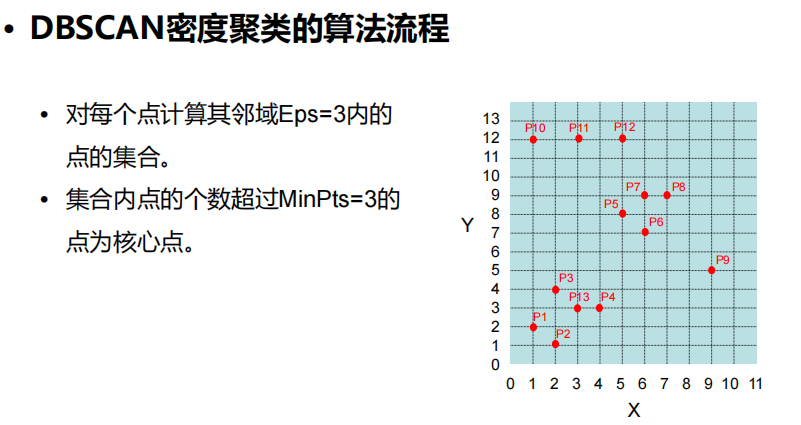 • DBSCAN密度聚类的算法流程
• 对每个点计算其邻域Eps=3内的
点的集合。
• 集合内点的个数超过MinPts=3的
点为核心点。
13
12
11
10
9
8
7
6
5
4
3
2
1
0
Y
P10 P11 P12
P7 P8
P5
P6
P9
P3
P13 P4
P1
P2
0 1 2 3 4 5 6 7 8 9 10 11
X